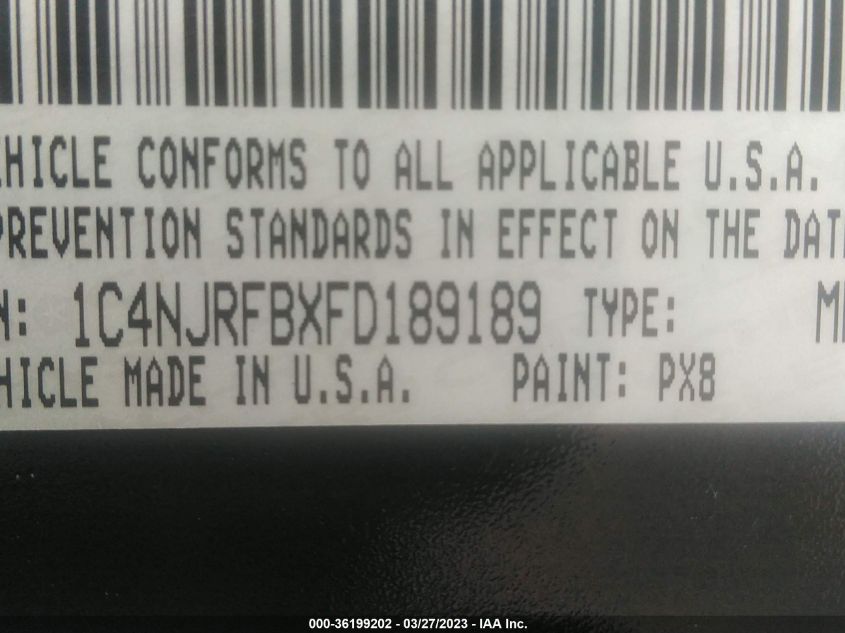 EHICLE CONFORMS TO ALL APPLICABLE U.S.A.
PREVENTION STANDARDS IN EFFECT ON THE DAT
N: 1C4NJRFBXFD189189 TYPE: M
HICLE MADE IN U.S.A. PAINT: PX8
000-36199202 - 03/27/2023 - IAA Inc.